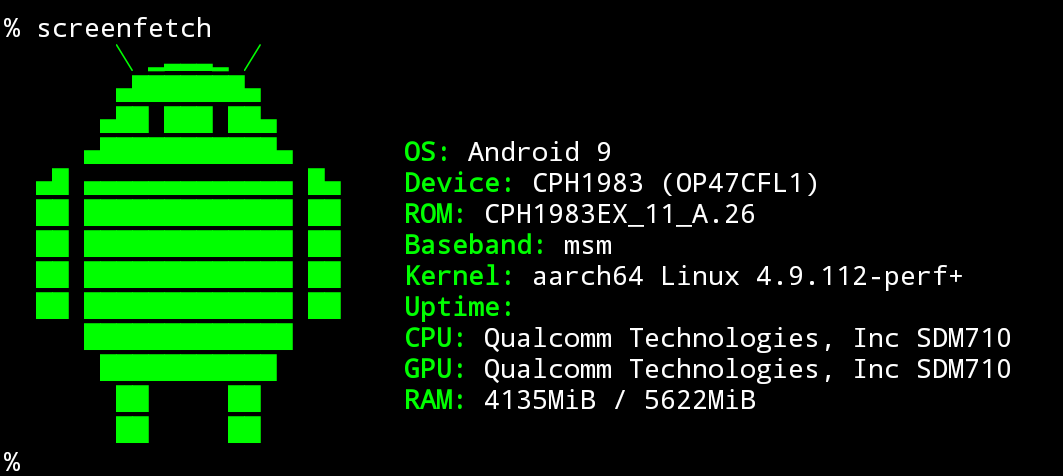 % screenfetch
OS: Android 9
Device: CPH1983 (OP47CFL1)
ROM: CPH1983EX_11_A.26
Baseband: msm
Kernel: aarch64 Linux 4.9.112-perf+
Uptime:
CPU: Qualcomm Technologies, Inc SDM710
GPU: Qualcomm Technologies, Inc SDM710
RAM: 4135MiB / 5622MiB
%